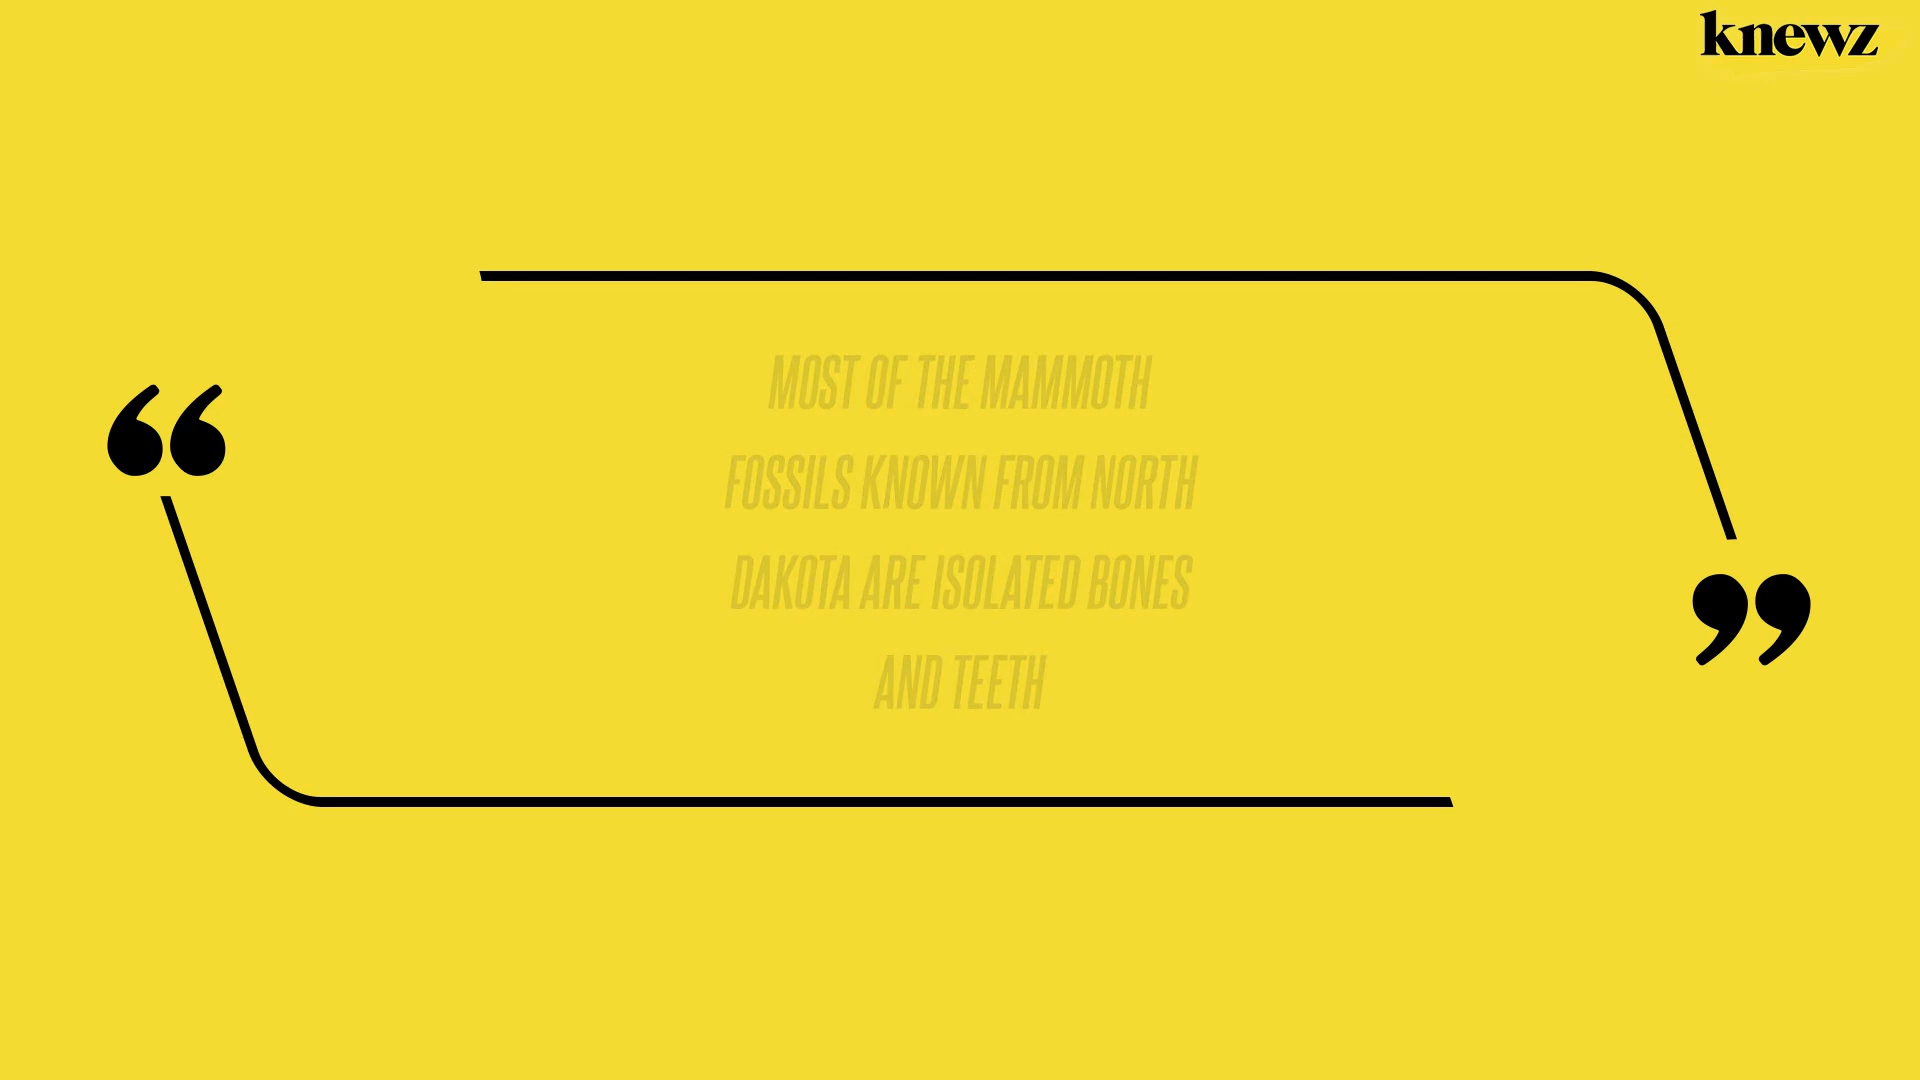 knewz
“
MOST OF THE MAMMOTH
FOSSILS KNOWN FROM NORTH
DAKOTA ARE ISOLATED BONES
AND TEETH
”